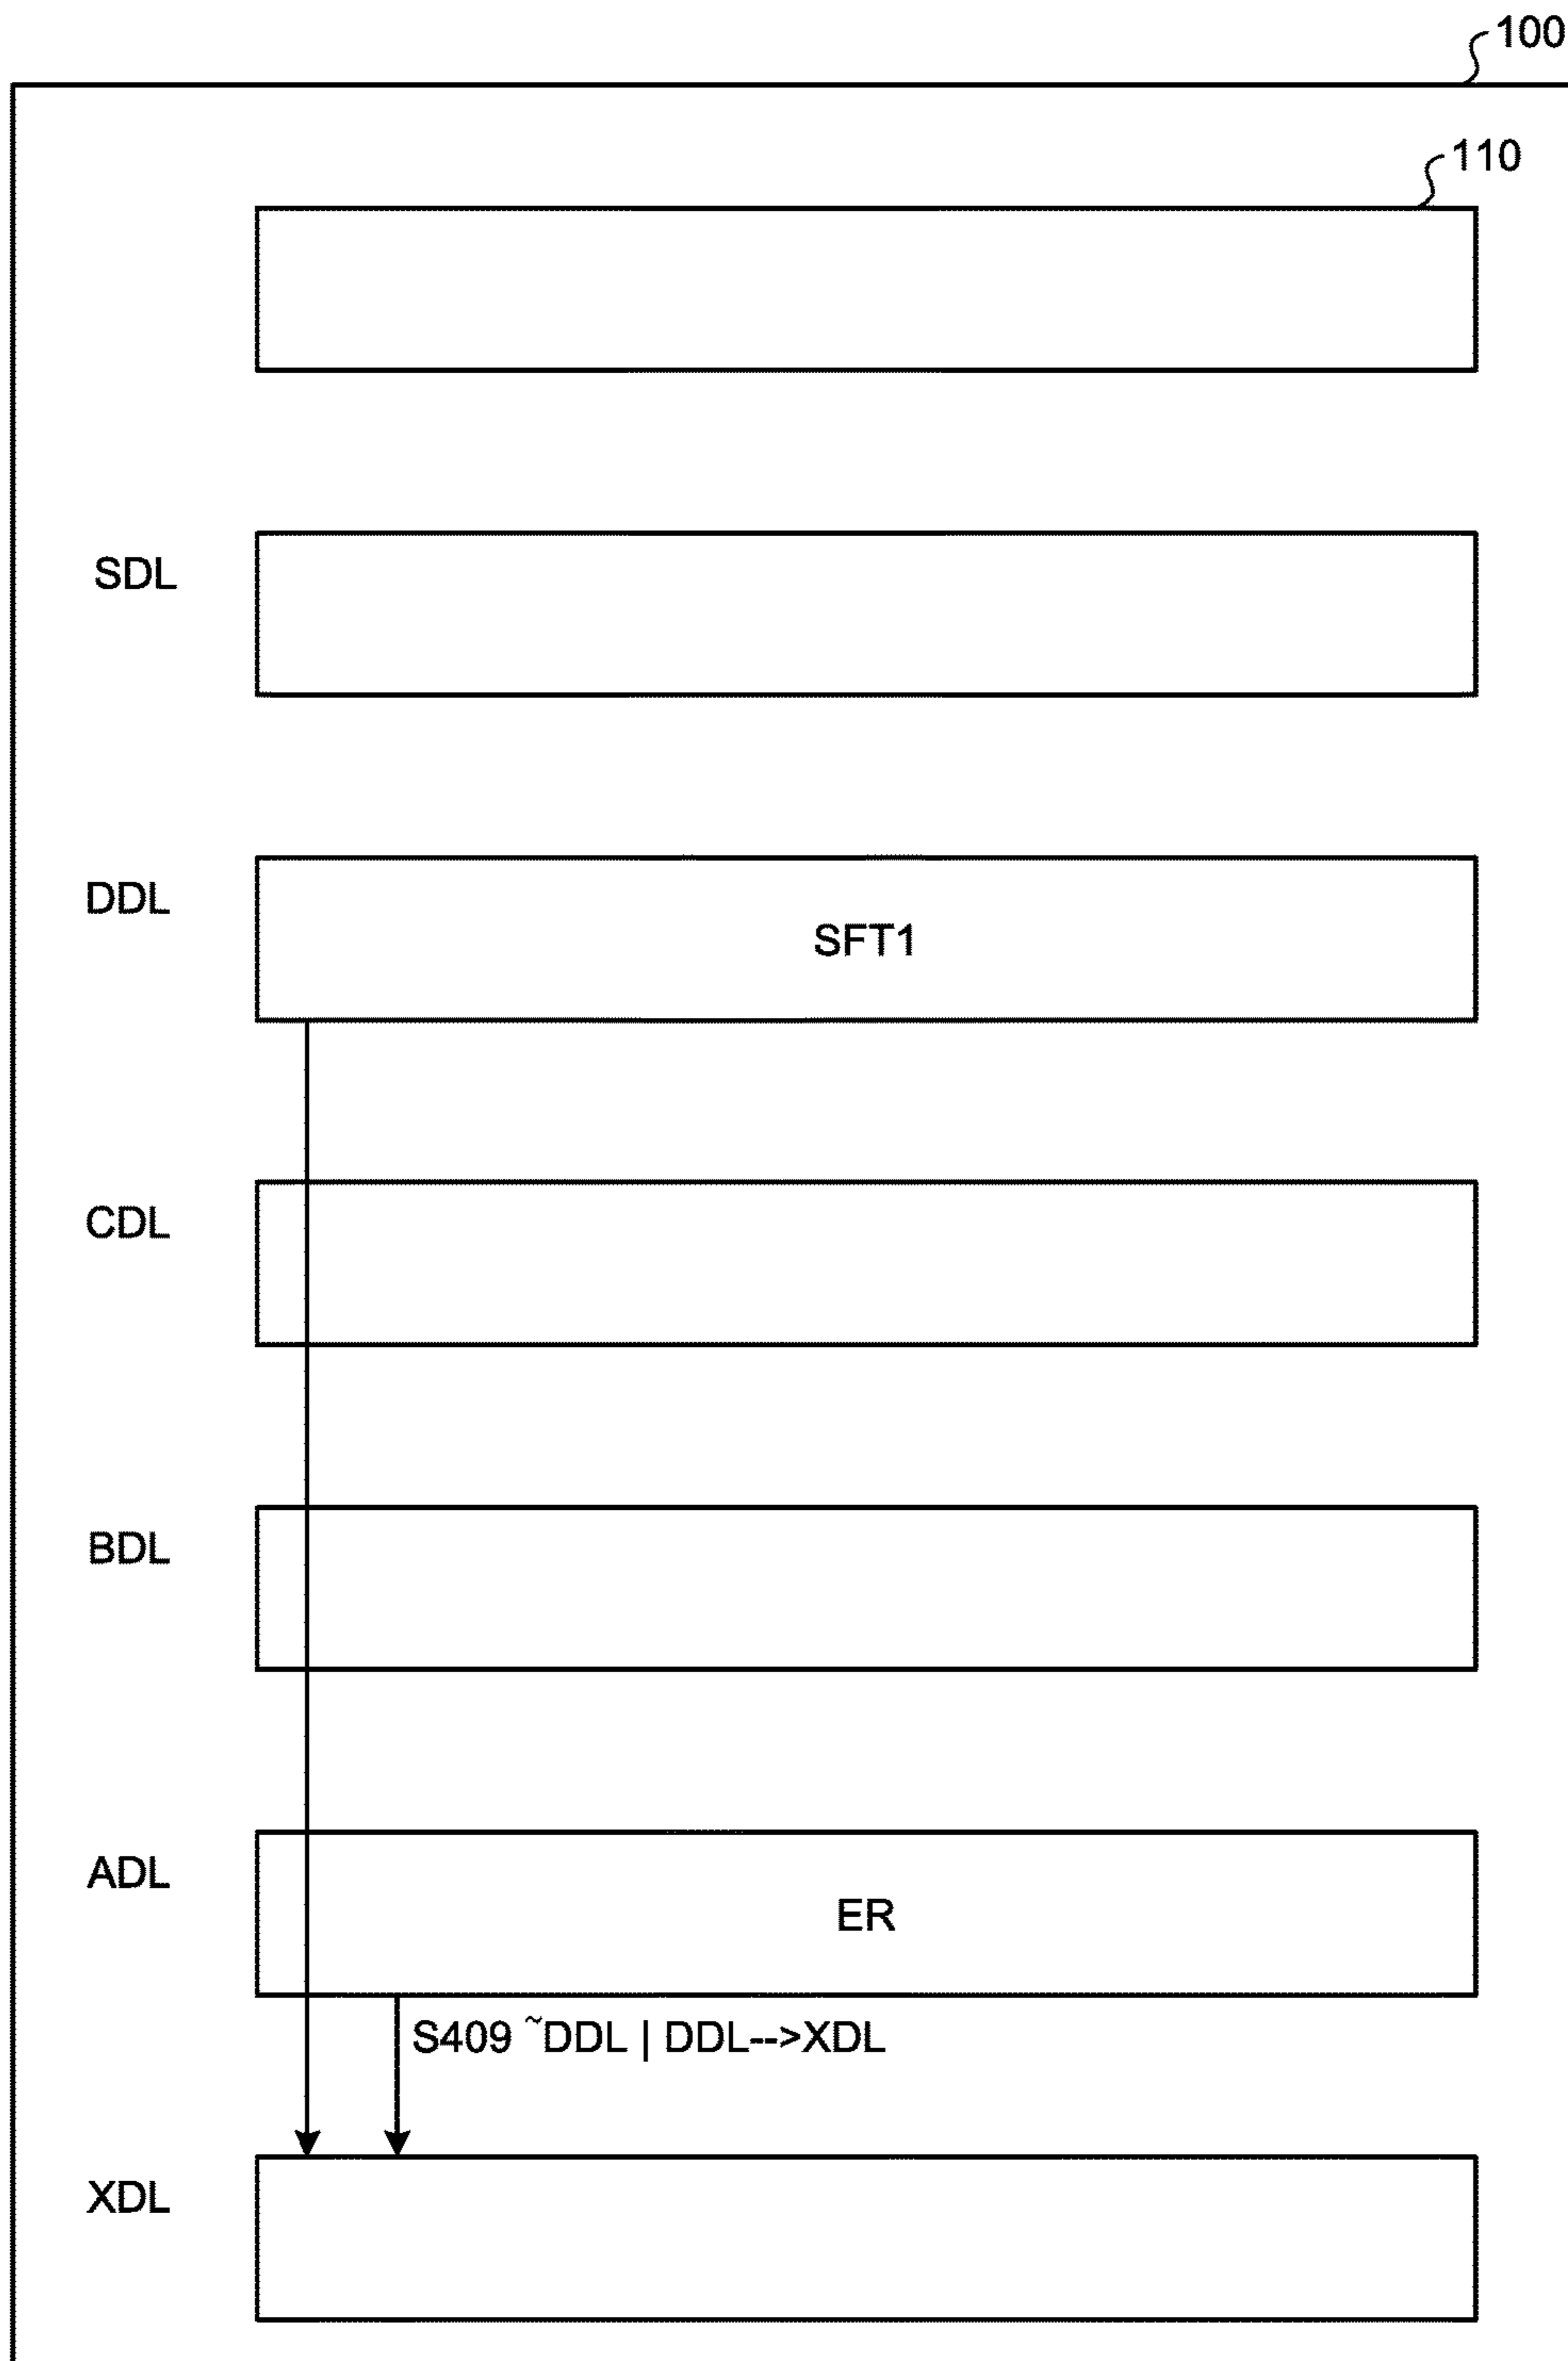 100
110
SDL
DDL
SFT1
CDL
BDL
ADL
ER
S409 ~DDL | DDL-->XDL
XDL